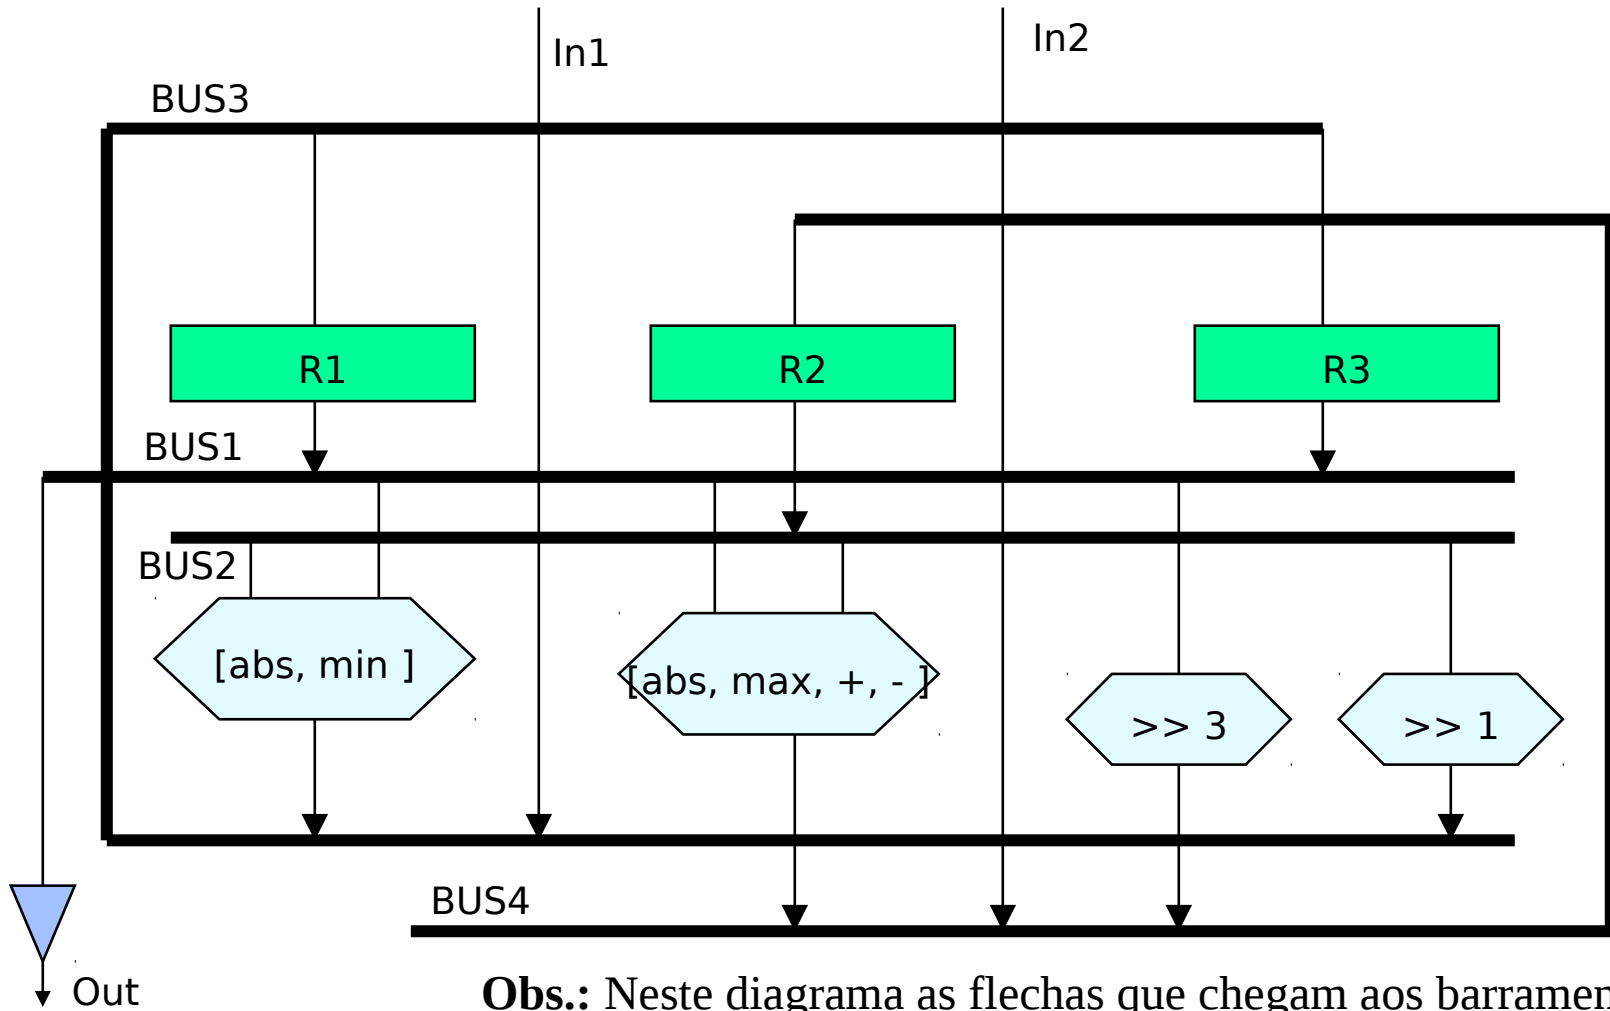 In1
In2
BUS3
R1
R2
R3
BUS1
BUS2
[abs, min ]
[abs, max, +, - ]
>> 3
>> 1
BUS4
Out
Obs.: Neste diagrama as flechas que chegam aos